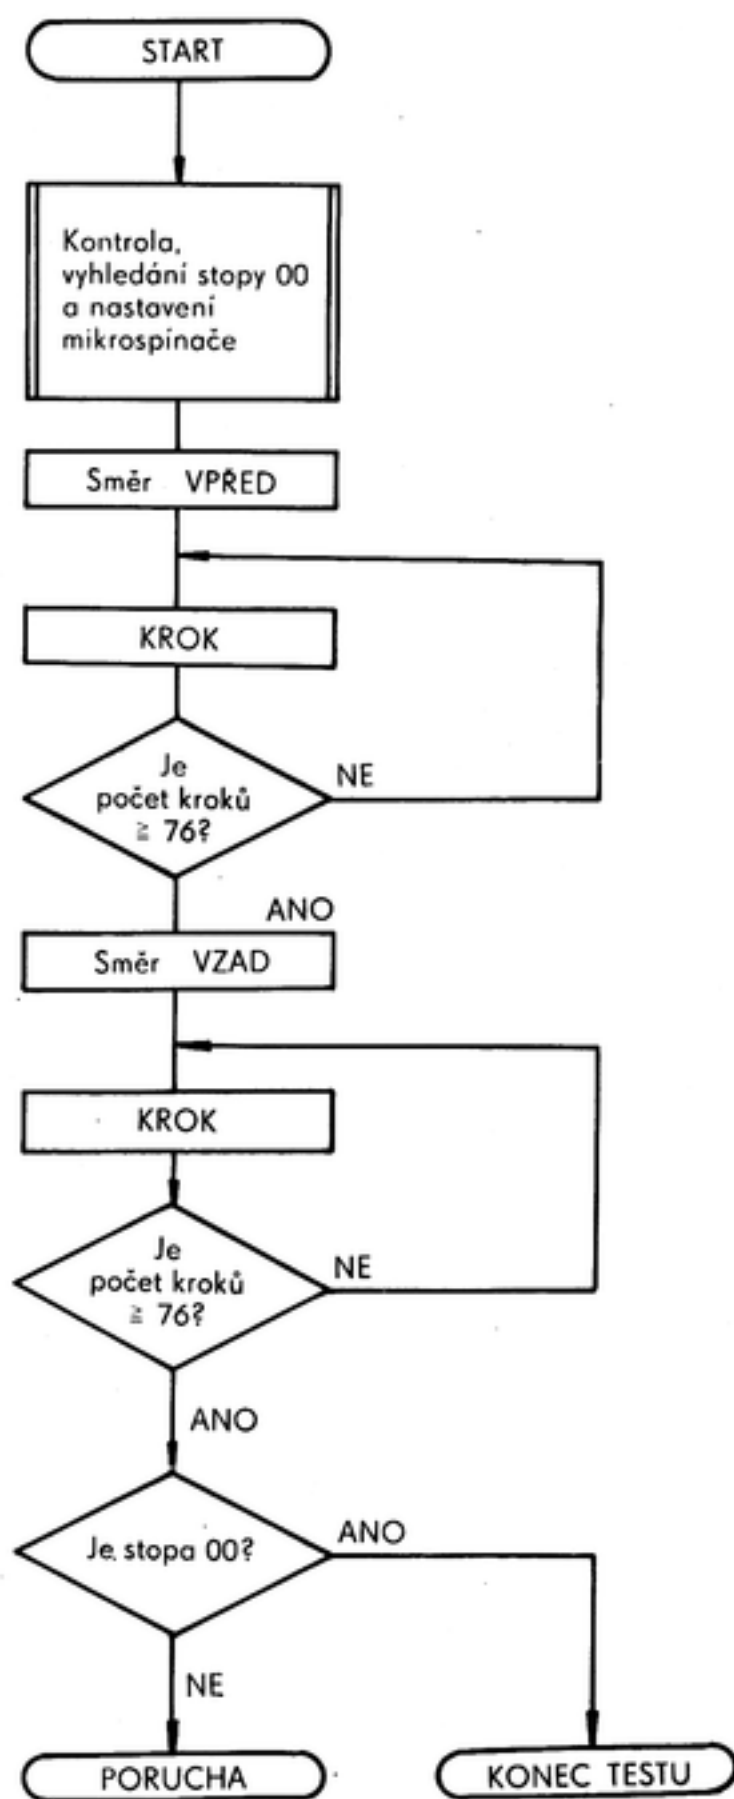 START
Kontrola,
vyhledání stopy 00
a nastavení
mikrospínače
Směr VPŘED
KROK
Je
počet kroků
≧ 76?
NE
ANO
Směr VZAD
KROK
Je
počet kroků
≧ 76?
NE
ANO
Je stopa 00?
ANO
NE
PORUCHA
KONEC TESTU